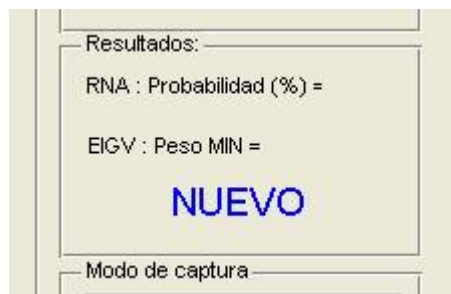 Resultados:
RNA : Probabilidad (%) =
EIGV : Peso MIN =
NUEVO
Modo de captura